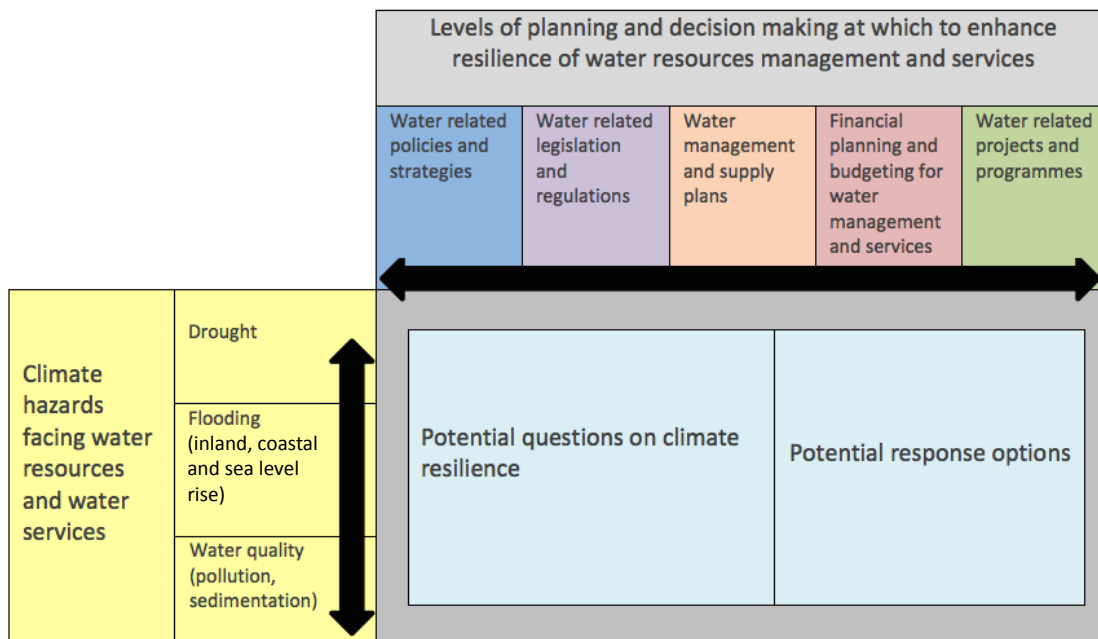 Levels of planning and decision making at which to enhance
resilience of water resources management and services
Water related
policies and
strategies
Water related
legislation
and
regulations
Water
management
and supply
plans
Financial
planning and
budgeting for
water
management
and services
Water related
projects and
programmes
Climate
hazards
facing water
resources
and water
services
Drought
Flooding
(inland, coastal
and sea level
rise)
Water quality
(pollution,
sedimentation)
Potential questions on climate
resilience
Potential response options